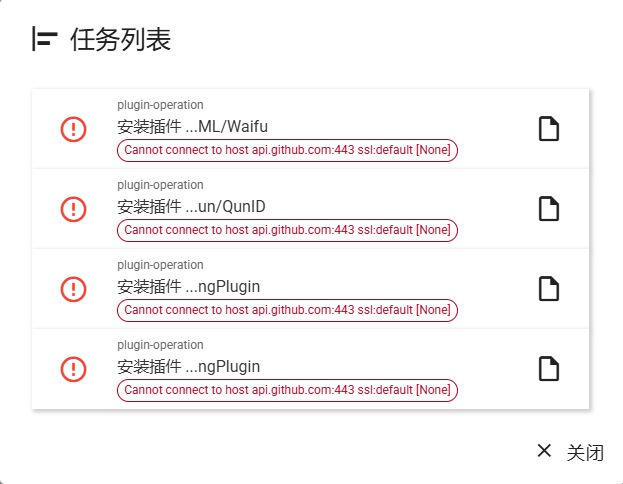 任务列表
plugin-operation
安装插件 ...ML/Waifu
Cannot connect to host api.github.com:443 ssl:default [None]
plugin-operation
安装插件 ...un/QunID
Cannot connect to host api.github.com:443 ssl:default [None]
plugin-operation
安装插件 ...ngPlugin
Cannot connect to host api.github.com:443 ssl:default [None]
plugin-operation
安装插件 ...ngPlugin
Cannot connect to host api.github.com:443 ssl:default [None]
关闭